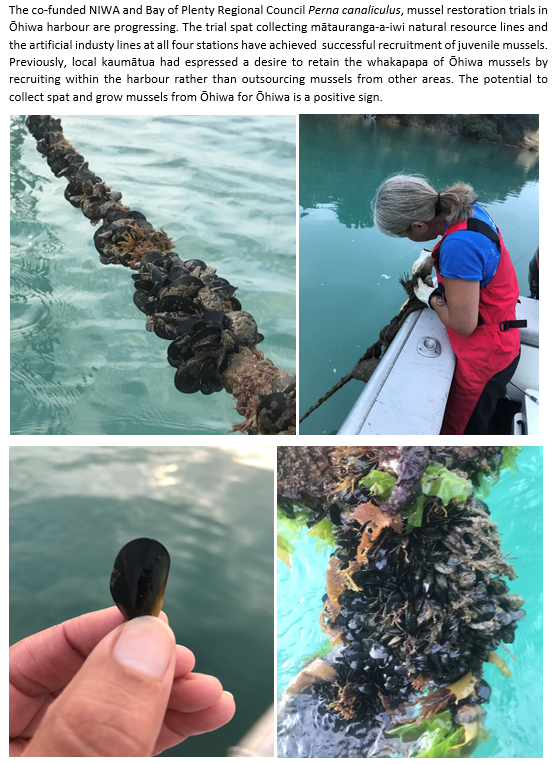 The co-funded NIWA and Bay of Plenty Regional Council Perna canaliculus, mussel restoration trials in
Ōhiwa harbour are progressing. The trial spat collecting mātauranga-a-iwi natural resource lines and
the artificial industy lines at all four stations have achieved successful recruitment of juvenile mussels.
Previously, local kaumātua had espressed a desire to retain the whakapapa of Ōhiwa mussels by
recruiting within the harbour rather than outsourcing mussels from other areas. The potential to
collect spat and grow mussels from Ōhiwa for Ōhiwa is a positive sign.